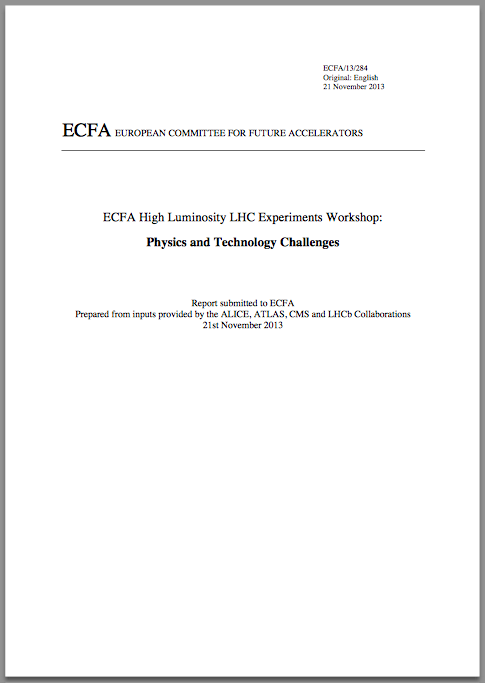 ECFA/13/284
Original: English
21 November 2013
ECFA EUROPEAN COMMITTEE FOR FUTURE ACCELERATORS
ECFA High Luminosity LHC Experiments Workshop:
Physics and Technology Challenges
Report submitted to ECFA
Prepared from inputs provided by the ALICE, ATLAS, CMS and LHCb Collaborations
21st November 2013